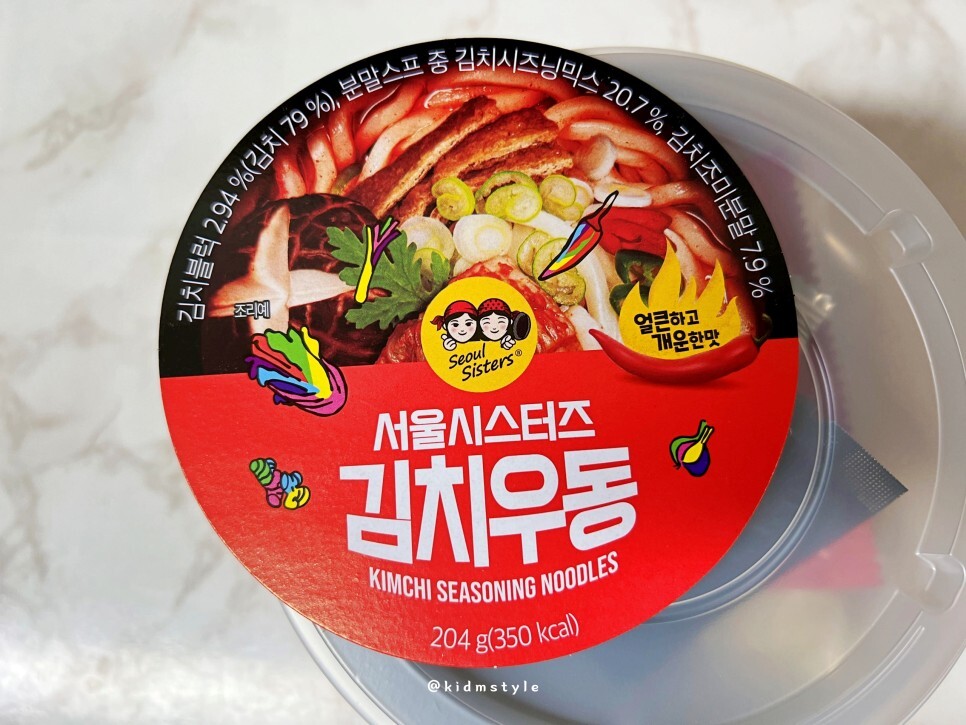 김치블럭 2.94 %(김치 79 %), 분말스프 중 김치시즈닝믹스 20.7 %, 김치조미분말 7.9 %
조리예
얼큰하고
개운한맛
Seoul
Sisters®
서울시스터즈
김치우동
KIMCHI SEASONING NOODLES
204 g(350 kcal)
@kidmstyle